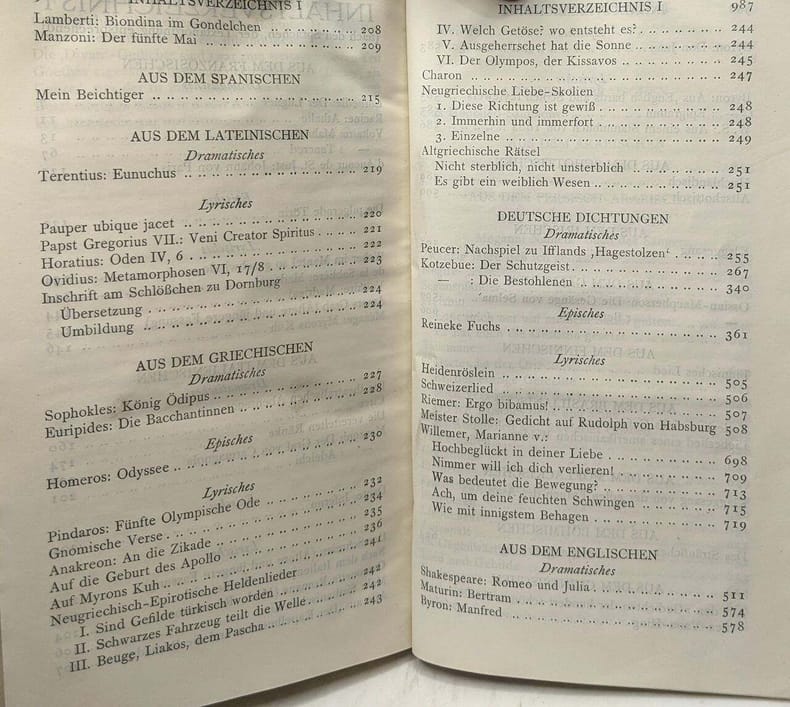 INHALTSVERZEICHNIS I
Lamberti: Biondina im Gondelchen .. .. .. .. .. .. 208
Manzoni: Der fünfte Mai .. .. .. .. .. .. .. .. 209
AUS DEM SPANISCHEN
Mein Beichtiger .. .. .. .. .. .. .. .. .. .. 215
AUS DEM LATEINISCHEN
Dramatisches
Terentius: Eunuchus .. .. .. .. .. .. .. .. .. 219
Lyrisches
Pauper ubique jacet .. .. .. .. .. .. .. .. .. 220
Papst Gregorius VII.: Veni Creator Spiritus . .. .. .. 221
Horatius: Oden IV, 6 .. .. .. .. .. .. .. .. .. 222
Ovidius: Metamorphosen VI, 17/8 .. .. .. .. .. .. 223
Inschrift am Schlößchen zu Dornburg
Übersetzung .. .. .. .. .. .. .. .. .. .. 224
Umbildung .. .. .. .. .. .. .. .. .. .. 224
AUS DEM GRIECHISCHEN
Dramatisches
Sophokles: König Ödipus .. .. .. .. .. .. .. .. 227
Euripides: Die Bacchantinnen .. .. .. .. .. .. .. 228
Episches
Homeros: Odyssee .. .. .. .. .. .. .. .. .. .. 230
Lyrisches
Pindaros: Fünfte Olympische Ode .. .. .. .. .. .. 232
Gnomische Verse .. .. .. .. .. .. .. .. .. .. 234
Anakreon: An die Zikade .. .. .. .. .. .. .. .. 235
Auf die Geburt des Apollo .. .. .. .. .. .. .. .. 236
Auf Myrons Kuh .. .. .. .. .. .. .. .. .. .. 241
Neugriechisch-Epirotische Heldenlieder
I. Sind Gefilde türkisch worden .. .. .. .. .. .. 242
II. Schwarzes Fahrzeug teilt die Welle . .. .. .. .. 242
III. Beuge, Liakos, dem Pascha .. .. .. .. .. .. 243
INHALTSVERZEICHNIS I 987
IV. Welch Getöse? wo entsteht es? . .. .. .. .. .. 244
V. Ausgeherrschet hat die Sonne .. .. .. .. .. .. 244
VI. Der Olympos, der Kissavos .. .. .. .. .. .. 245
Charon .. .. .. .. .. .. .. .. .. .. .. .. 247
Neugriechische Liebe-Skolien
1. Diese Richtung ist gewiß .. .. .. .. .. .. .. 248
2. Immerhin und immerfort .. .. .. .. .. .. .. 248
3. Einzelne .. .. .. .. .. .. .. .. .. .. .. 249
Altgriechische Rätsel
Nicht sterblich, nicht unsterblich .. .. .. .. .. .. 251
Es gibt ein weiblich Wesen .. .. .. .. .. .. .. 251
DEUTSCHE DICHTUNGEN
Dramatisches
Peucer: Nachspiel zu Ifflands ‚Hagestolzen‘ .. .. .. .. 255
Kotzebue: Der Schutzgeist . .. .. .. .. .. .. .. 267
— : Die Bestohlenen .. .. .. .. .. .. .. 340
Episches
Reineke Fuchs .. .. .. .. .. .. .. .. .. .. 361
Lyrisches
Heidenröslein .. .. .. .. .. .. .. .. .. .. 505
Schweizerlied .. .. .. .. .. .. .. .. .. .. 506
Riemer: Ergo bibamus! .. .. .. .. .. .. .. .. 507
Meister Stolle: Gedicht auf Rudolph von Habsburg 508
Willemer, Marianne v.:
Hochbeglückt in deiner Liebe .. .. .. .. .. .. 698
Nimmer will ich dich verlieren! . .. .. .. .. .. 709
Was bedeutet die Bewegung? .. .. .. .. .. .. 713
Ach, um deine feuchten Schwingen .. .. .. .. .. 715
Wie mit innigstem Behagen . .. .. .. .. .. .. 719
AUS DEM ENGLISCHEN
Dramatisches
Shakespeare: Romeo und Julia . .. .. .. .. .. .. 511
Maturin: Bertram .. .. .. .. .. .. .. .. .. .. 574
Byron: Manfred .. .. .. .. .. .. .. .. .. .. 578